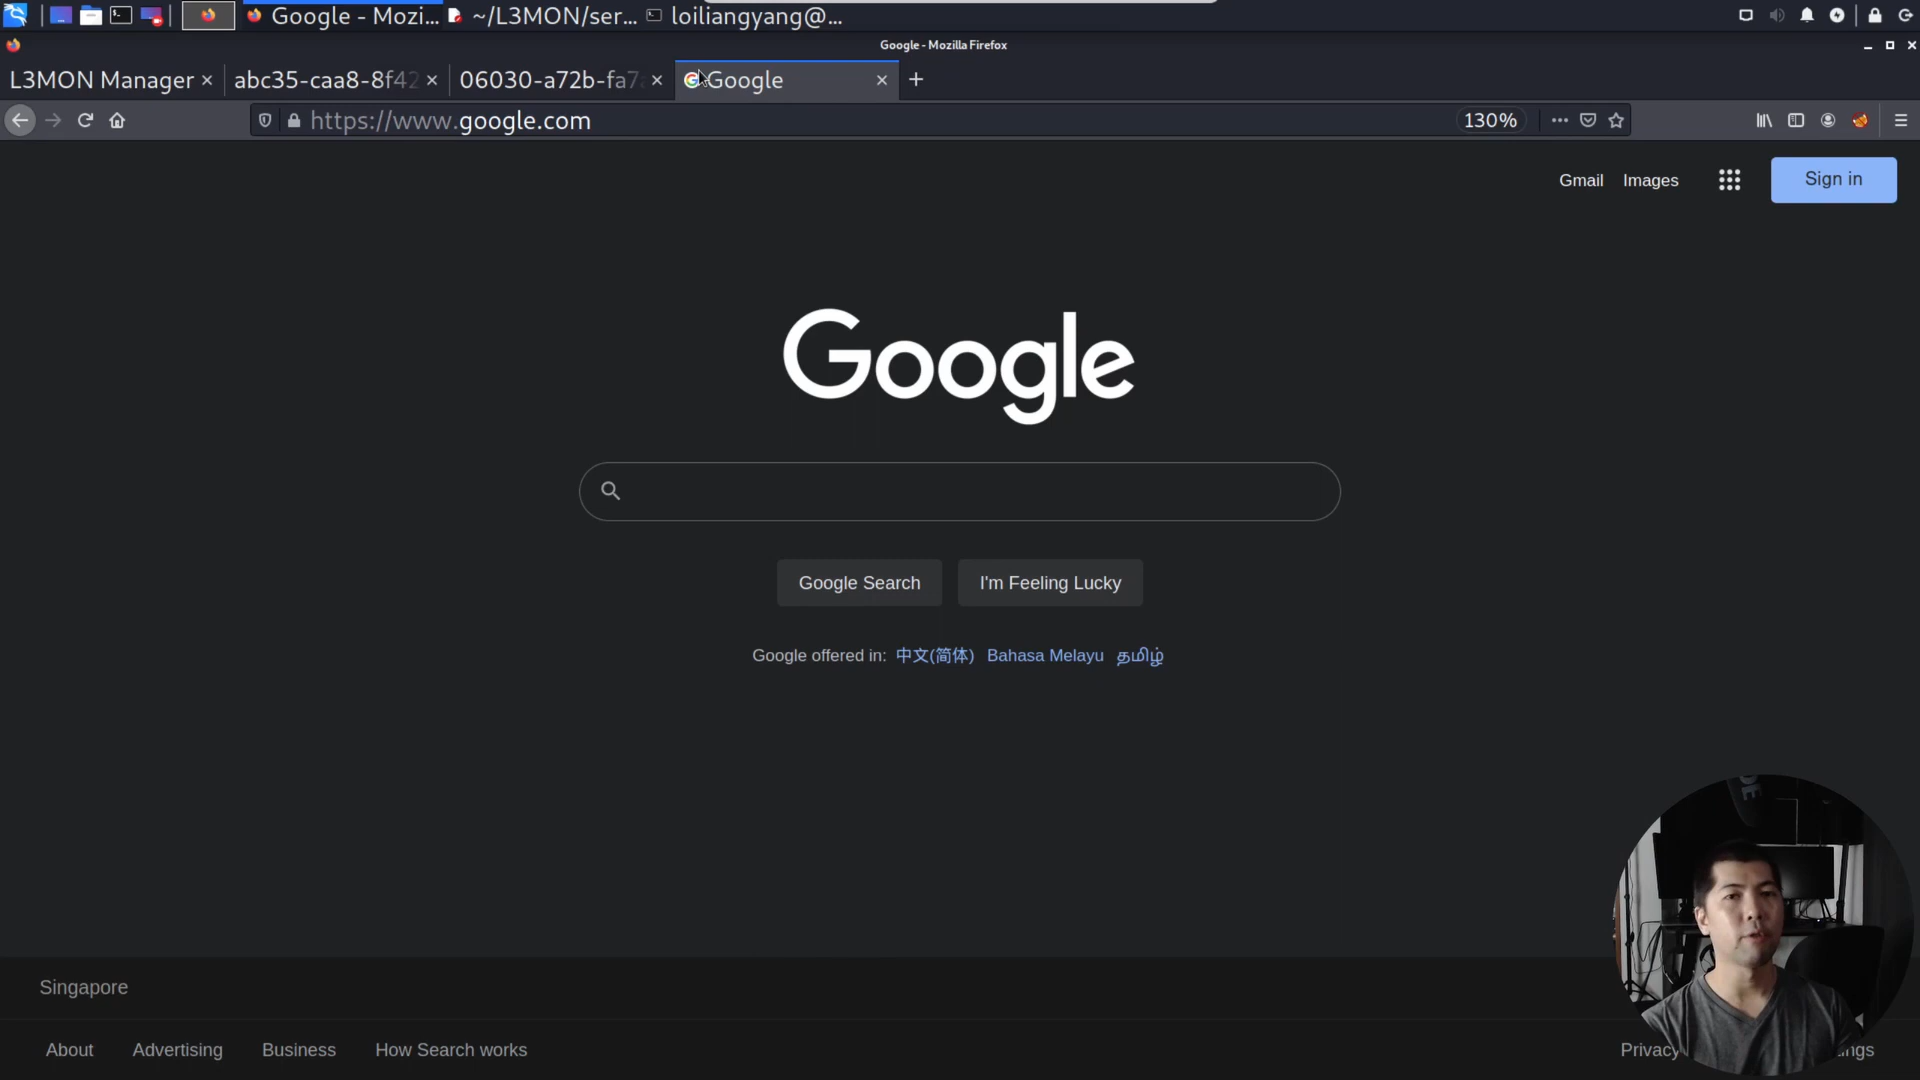 Google - Mozi...
~/L3MON/ser...
loiliangyang@...
Google - Mozilla Firefox
L3MON Manager
abc35-caa8-8f42
06030-a72b-fa7
Google
https://www.google.com
130%
Gmail
Images
Sign in
Google
Google Search
I'm Feeling Lucky
Google offered in: 中文(简体) Bahasa Melayu தமிழ்
Singapore
About
Advertising
Business
How Search works
Privacy